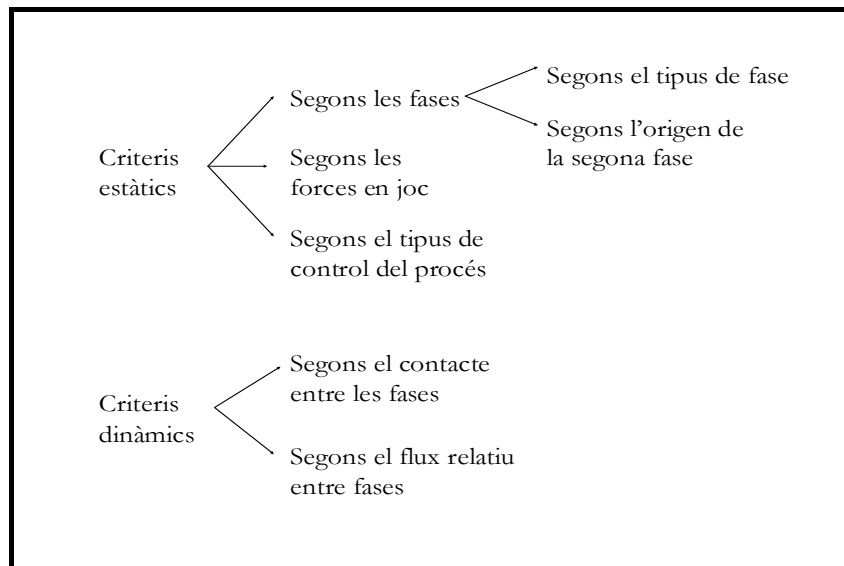 Criteris
estàtics
Segons les fases
Segons el tipus de fase
Segons l’origen de
la segona fase
Segons les
forces en joc
Segons el tipus de
control del procés
Criteris
dinàmics
Segons el contacte
entre les fases
Segons el flux relatiu
entre fases